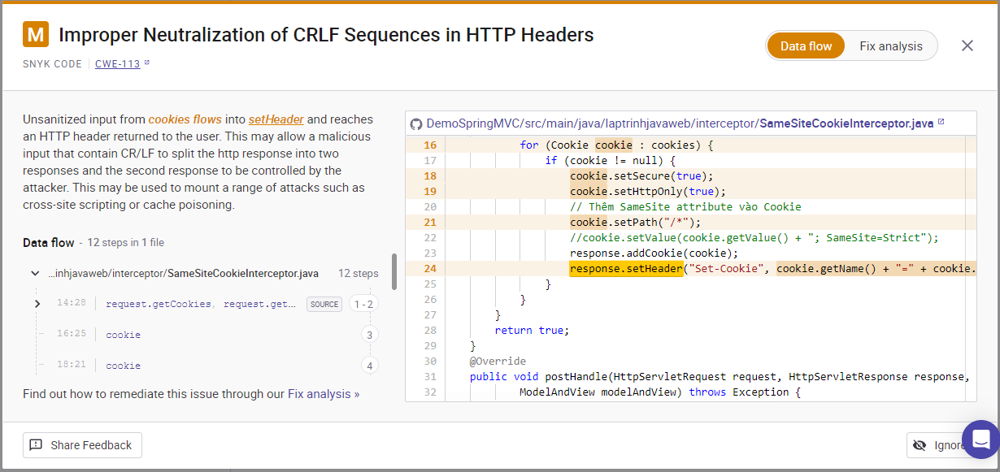 M Improper Neutralization of CRLF Sequences in HTTP Headers
SNYK CODE CWE-113
Data flow Fix analysis
Unsanitized input from cookies flows into setHeader and reaches
an HTTP header returned to the user. This may allow a malicious
input that contain CR/LF to split the http response into two
responses and the second response to be controlled by the
attacker. This may be used to mount a range of attacks such as
cross-site scripting or cache poisoning.
Data flow - 12 steps in 1 file
...inhjavaweb/interceptor/SameSiteCookieInterceptor.java 12 steps
14:28 request.getCookies, request.get... SOURCE 1 - 2
16:25 cookie 3
18:21 cookie 4
Find out how to remediate this issue through our Fix analysis »
DemoSpringMVC/src/main/java/laptrinhjavaweb/interceptor/SameSiteCookieInterceptor.java
16 for (Cookie cookie : cookies) {
17 if (cookie != null) {
18 cookie.setSecure(true);
19 cookie.setHttpOnly(true);
20 // Thêm SameSite attribute vào Cookie
21 cookie.setPath("/*");
22 //cookie.setValue(cookie.getValue() + "; SameSite=Strict");
23 response.addCookie(cookie);
24 response.setHeader("Set-Cookie", cookie.getName() + "=" + cookie.
25 }
26 }
27 }
28 return true;
29 }
30 @Override
31 public void postHandle(HttpServletRequest request, HttpServletResponse response,
32 ModelAndView modelAndView) throws Exception {
Share Feedback
Ignore